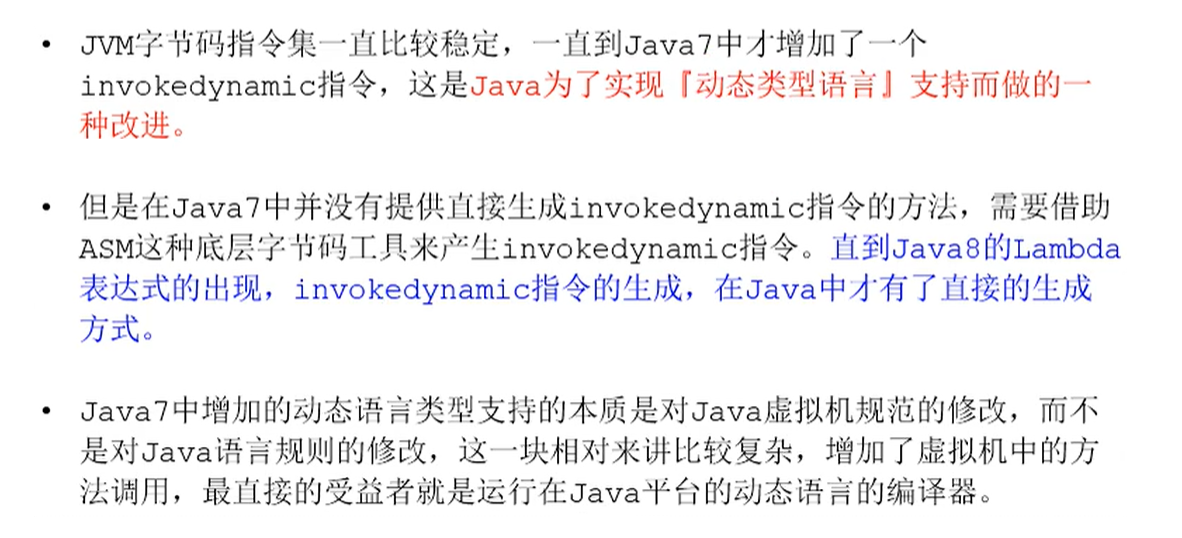 • JVM字节码指令集一直比较稳定，一直到Java7中才增加了一个
invokedynamic指令，这是Java为了实现『动态类型语言』支持而做的一
种改进。
• 但是在Java7中并没有提供直接生成invokedynamic指令的方法，需要借助
ASM这种底层字节码工具来产生invokedynamic指令。直到Java8的Lambda
表达式的出现，invokedynamic指令的生成，在Java中才有了直接的生成
方式。
• Java7中增加的动态语言类型支持的本质是对Java虚拟机规范的修改，而不
是对Java语言规则的修改，这一块相对来讲比较复杂，增加了虚拟机中的方
法调用，最直接的受益者就是运行在Java平台的动态语言的编译器。